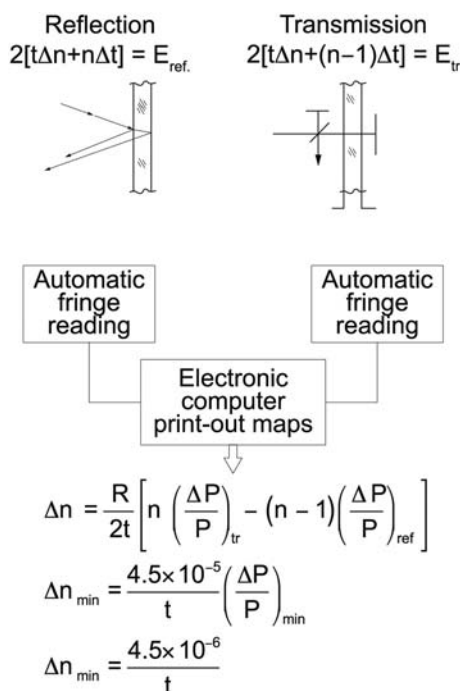 Reflection
2[tΔn+nΔt] = E_ref.
Transmission
2[tΔn+(n−1)Δt] = E_tr
Automatic
fringe
reading
Automatic
fringe
reading
Electronic
computer
print-out maps
Δn = R/2t [n (ΔP/P)_tr − (n − 1)(ΔP/P)_ref]
Δn_min = 4.5×10⁻⁵/t (ΔP/P)_min
Δn_min = 4.5×10⁻⁶/t